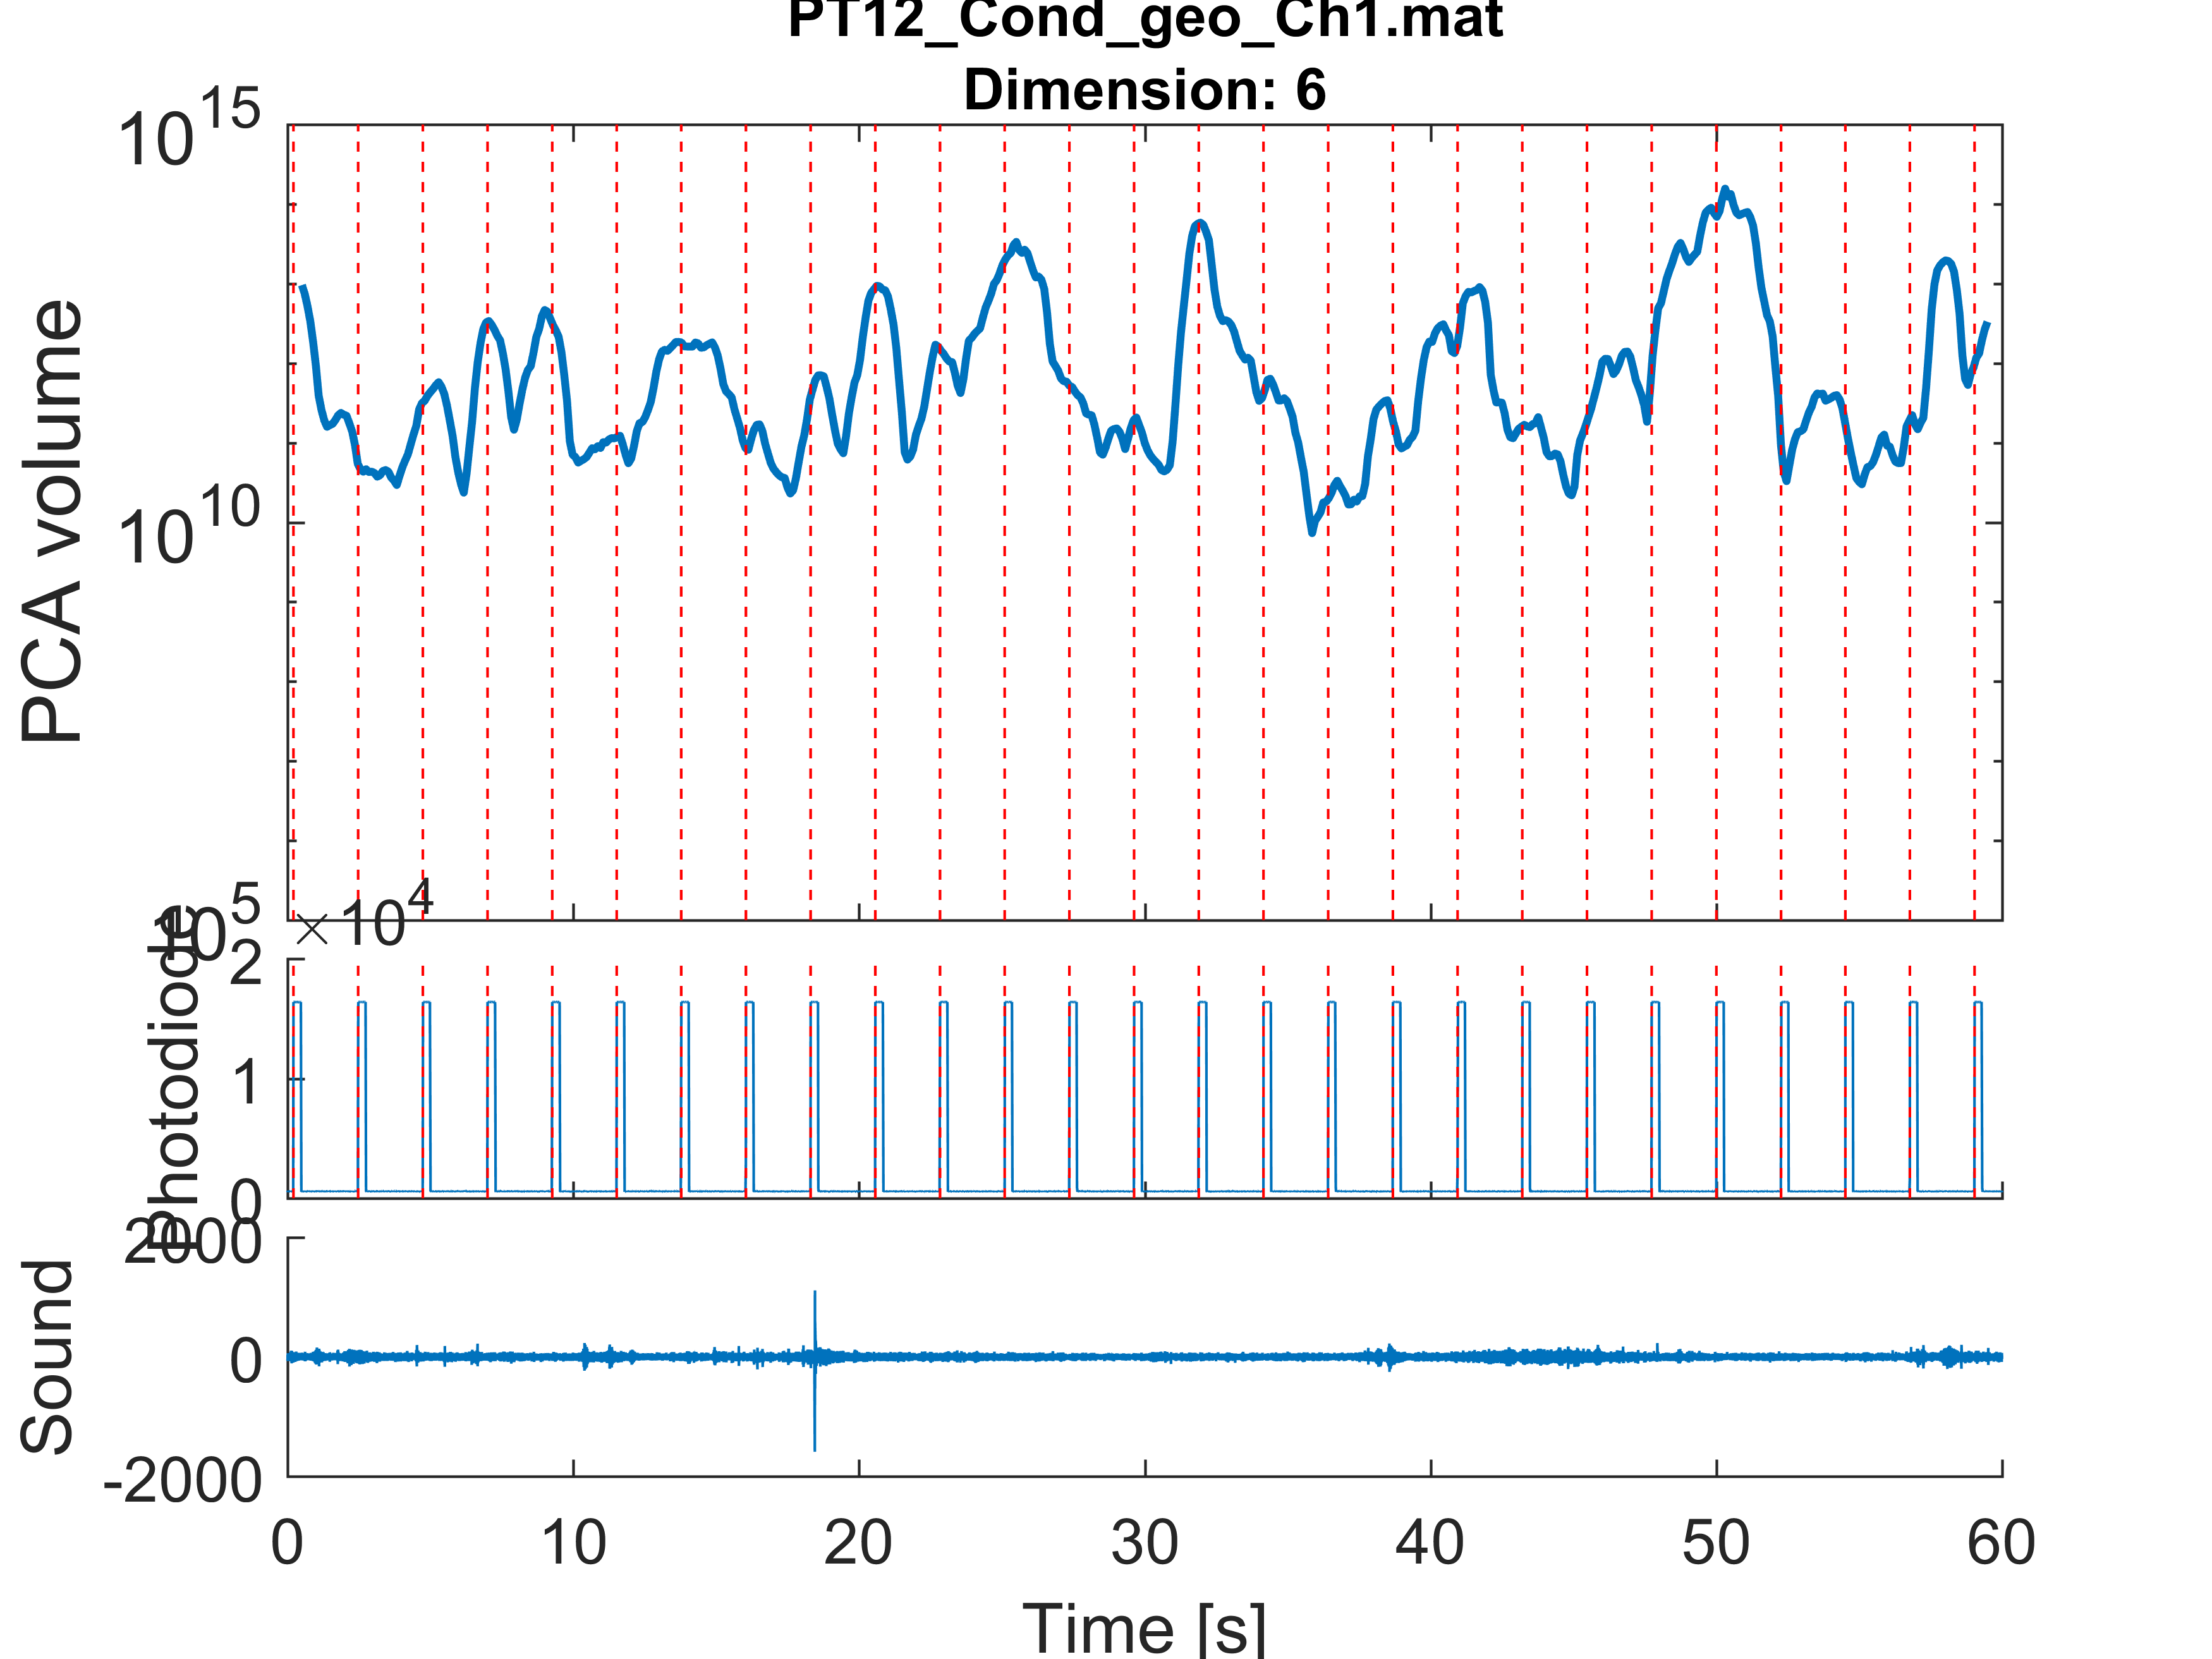 PT12_Cond_geo_Ch1.mat
Dimension: 6
10^15
10^10
10^5
PCA volume
×10^4
2
1
0
Photodiode
2000
0
-2000
Sound
0 10 20 30 40 50 60
Time [s]